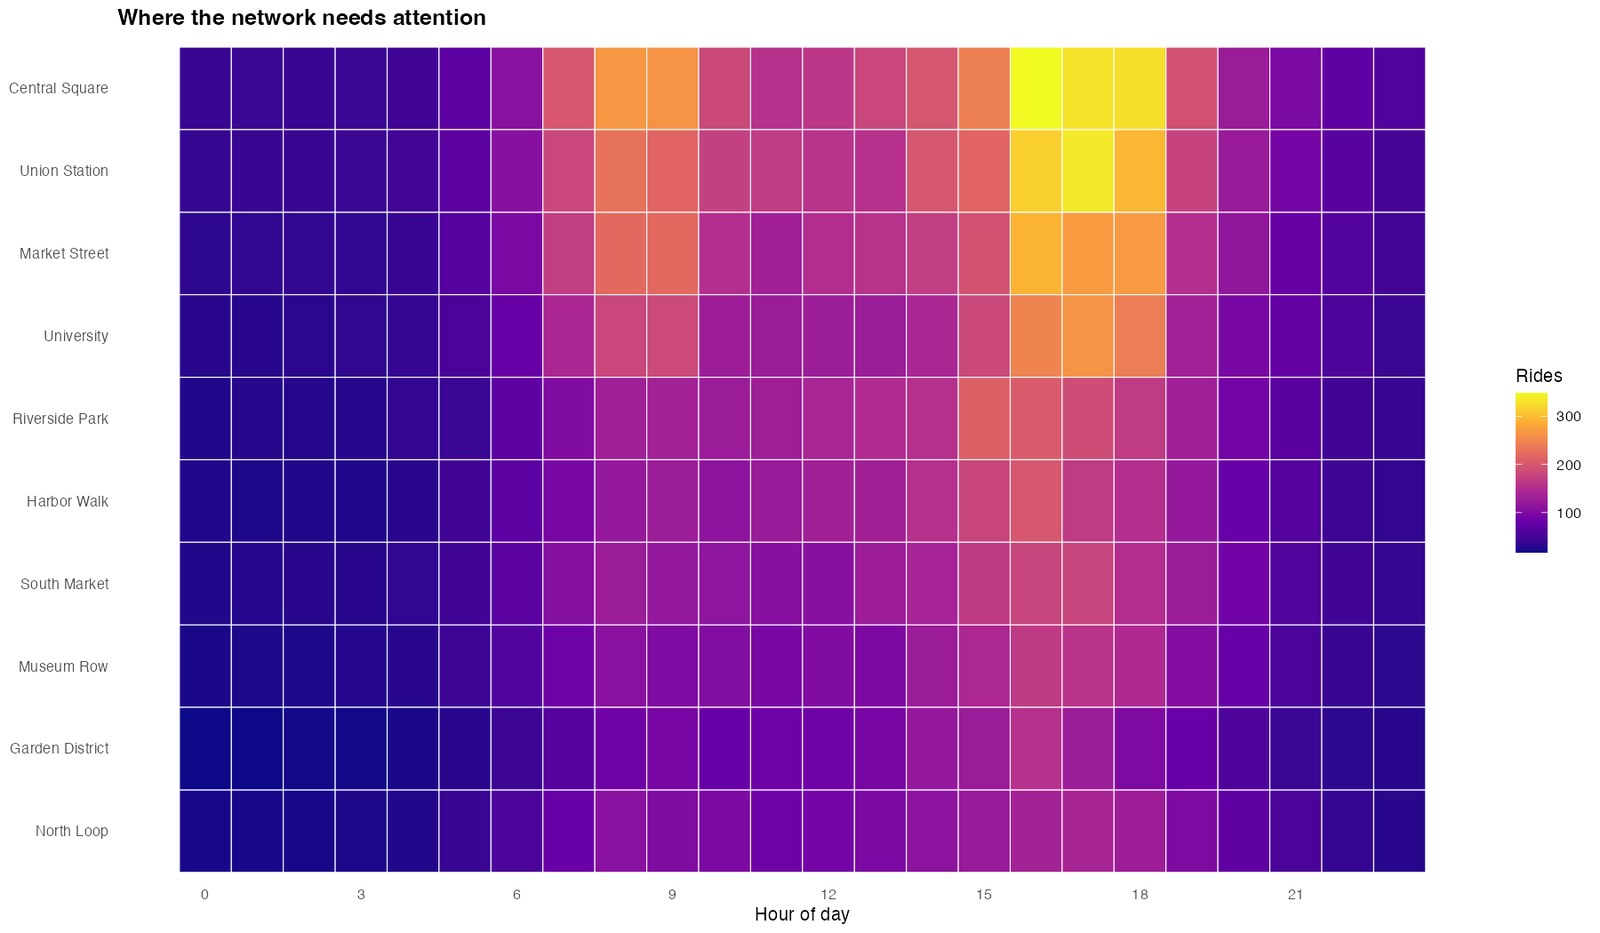 Where the network needs attention
Central Square
Union Station
Market Street
University
Riverside Park
Harbor Walk
South Market
Museum Row
Garden District
North Loop
0 3 6 9 12 15 18 21
Hour of day
Rides
300
200
100